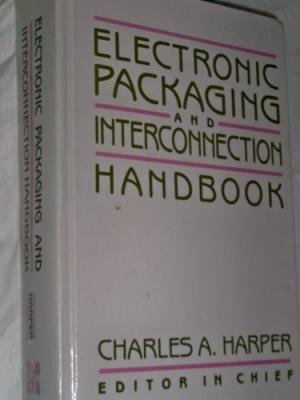 ELECTRONIC
PACKAGING
AND
INTERCONNECTION
HANDBOOK
CHARLES A. HARPER
EDITOR IN CHIEF
ELECTRONIC PACKAGING AND
INTERCONNECTION HANDBOOK
HARPER